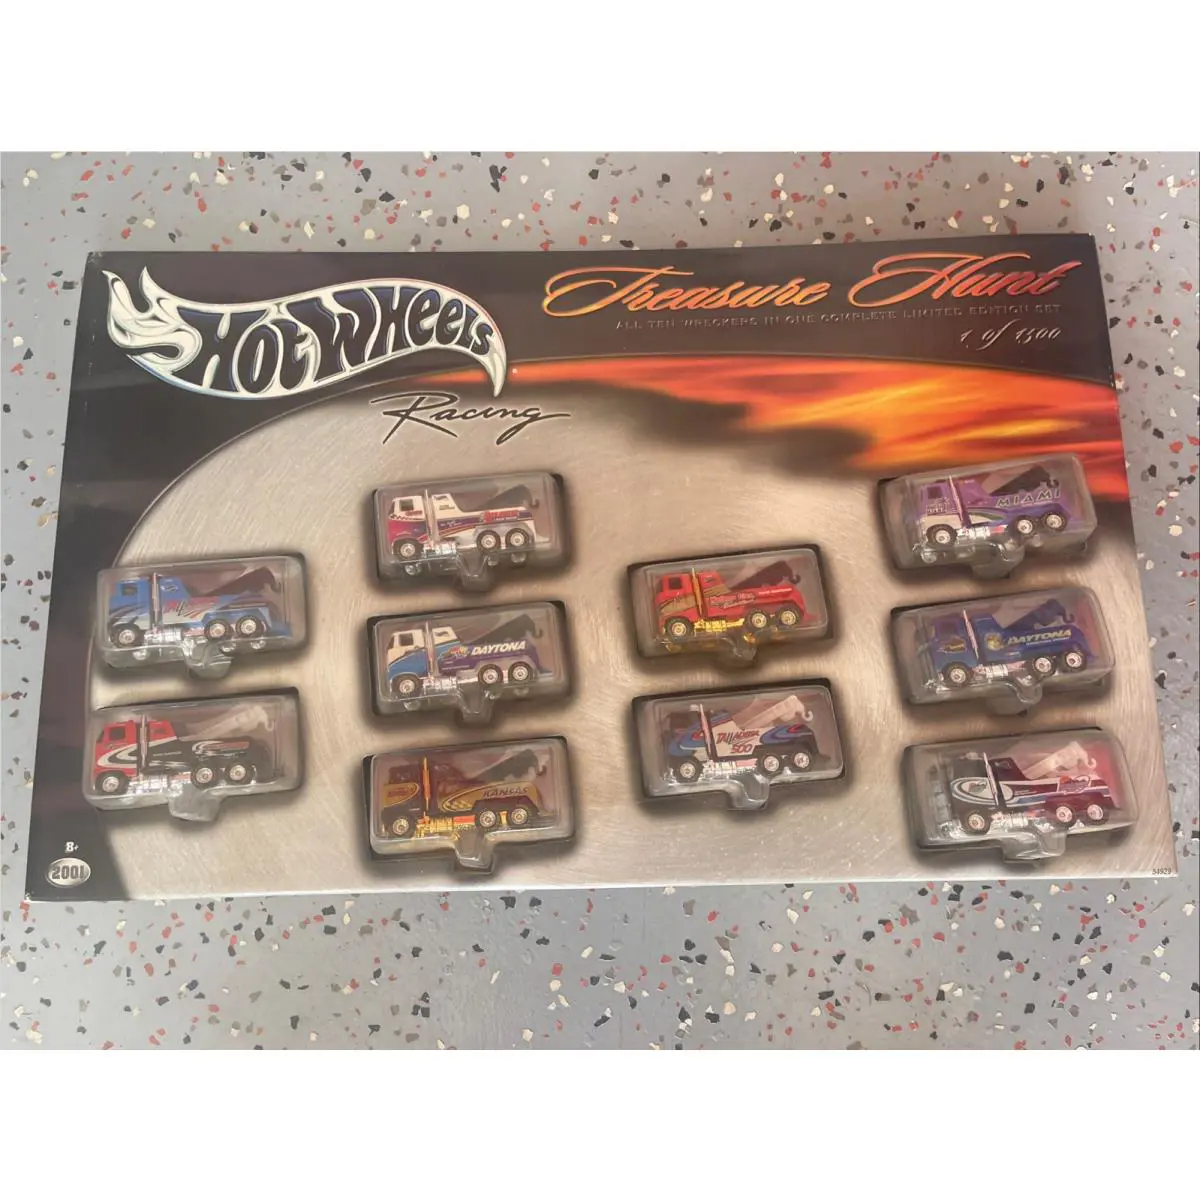 HOT WHEELS
Racing
Treasure Hunt
ALL TEN WRECKERS IN ONE COMPLETE LIMITED EDITION SET
1 of 1500
MIAMI
DAYTONA
DAYTONA
KANSAS
TALLADEGA
500
8+
2001
54929